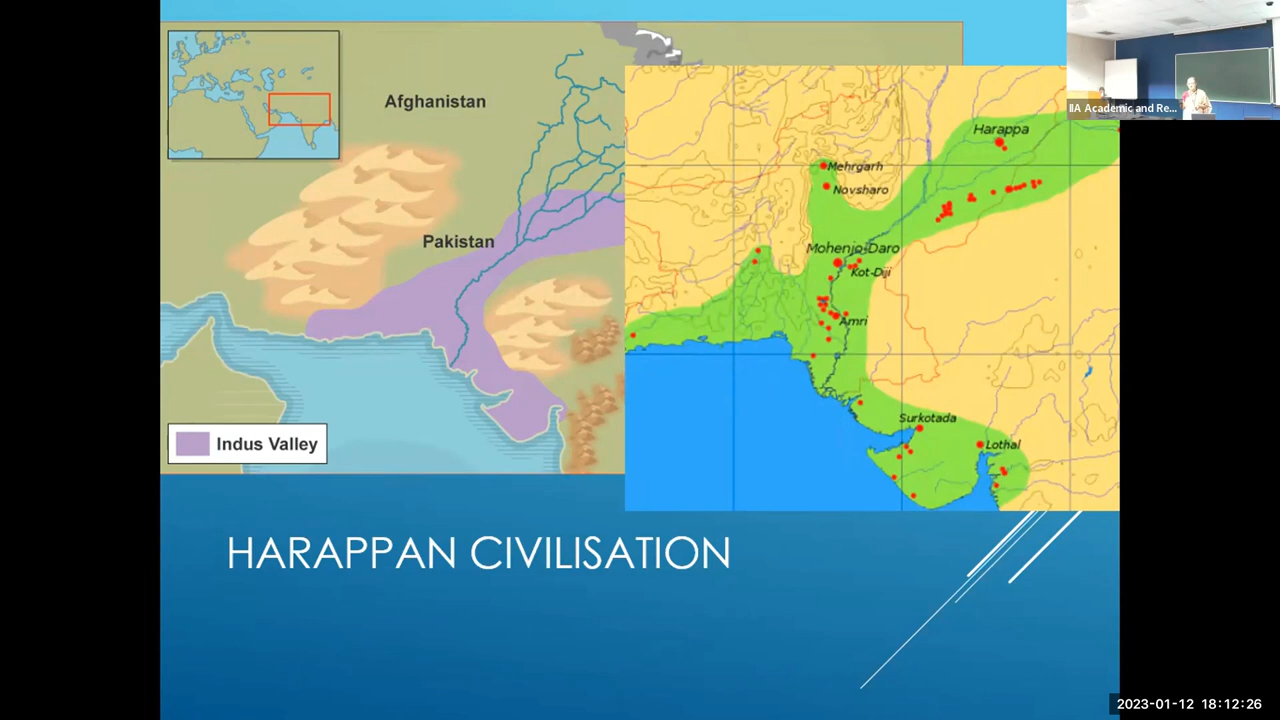 Afghanistan
Pakistan
Indus Valley
Harappa
Mehrgarh
Novsharo
Mohenjo-Daro
Kot-Diji
Amri
Surkotada
Lothal
HARAPPAN CIVILISATION
IIA Academic and Re...
2023-01-12 18:12:26